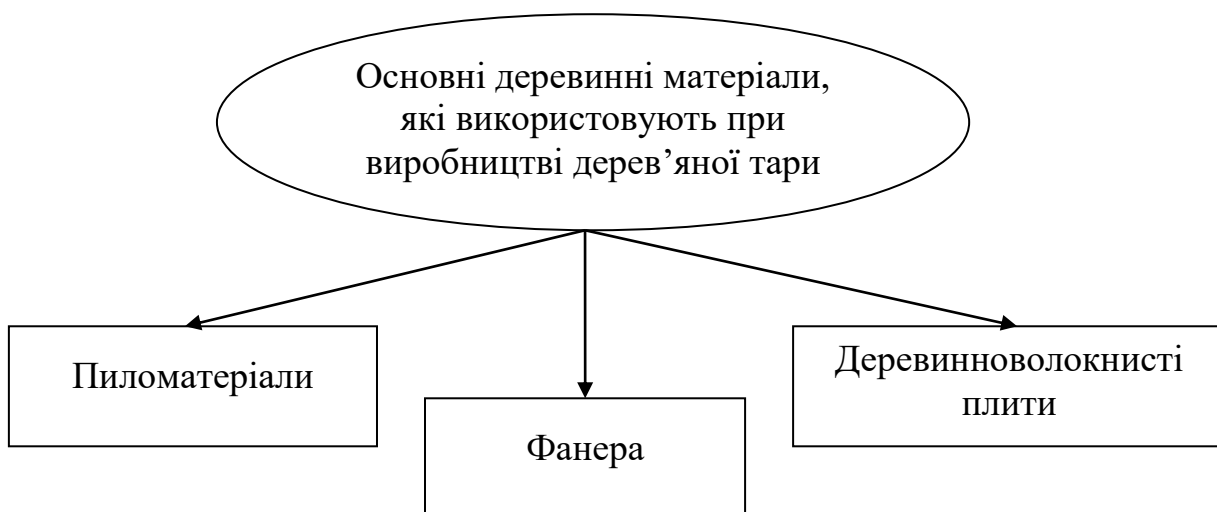 Основні деревинні матеріали,
які використовують при
виробництві дерев’яної тари
Пиломатеріали
Фанера
Деревинноволокнисті
плити